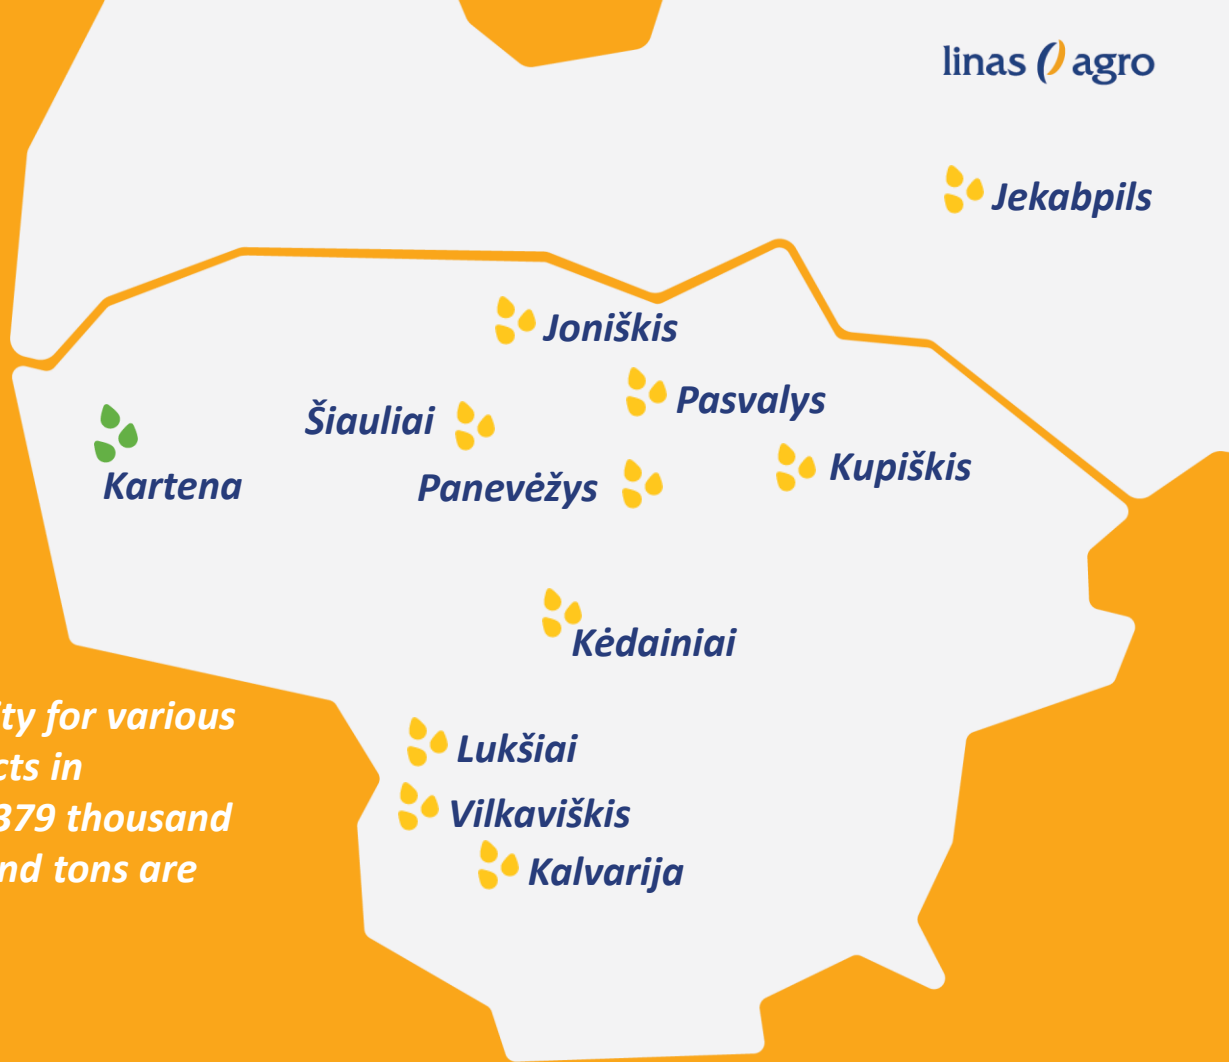 linas agro
Jekabpils
Joniškis
Pasvalys
Šiauliai
Kupiškis
Kartena
Panevėžys
Kėdainiai
ity for various
cts in
379 thousand
nd tons are
Lukšiai
Vilkaviškis
Kalvarija